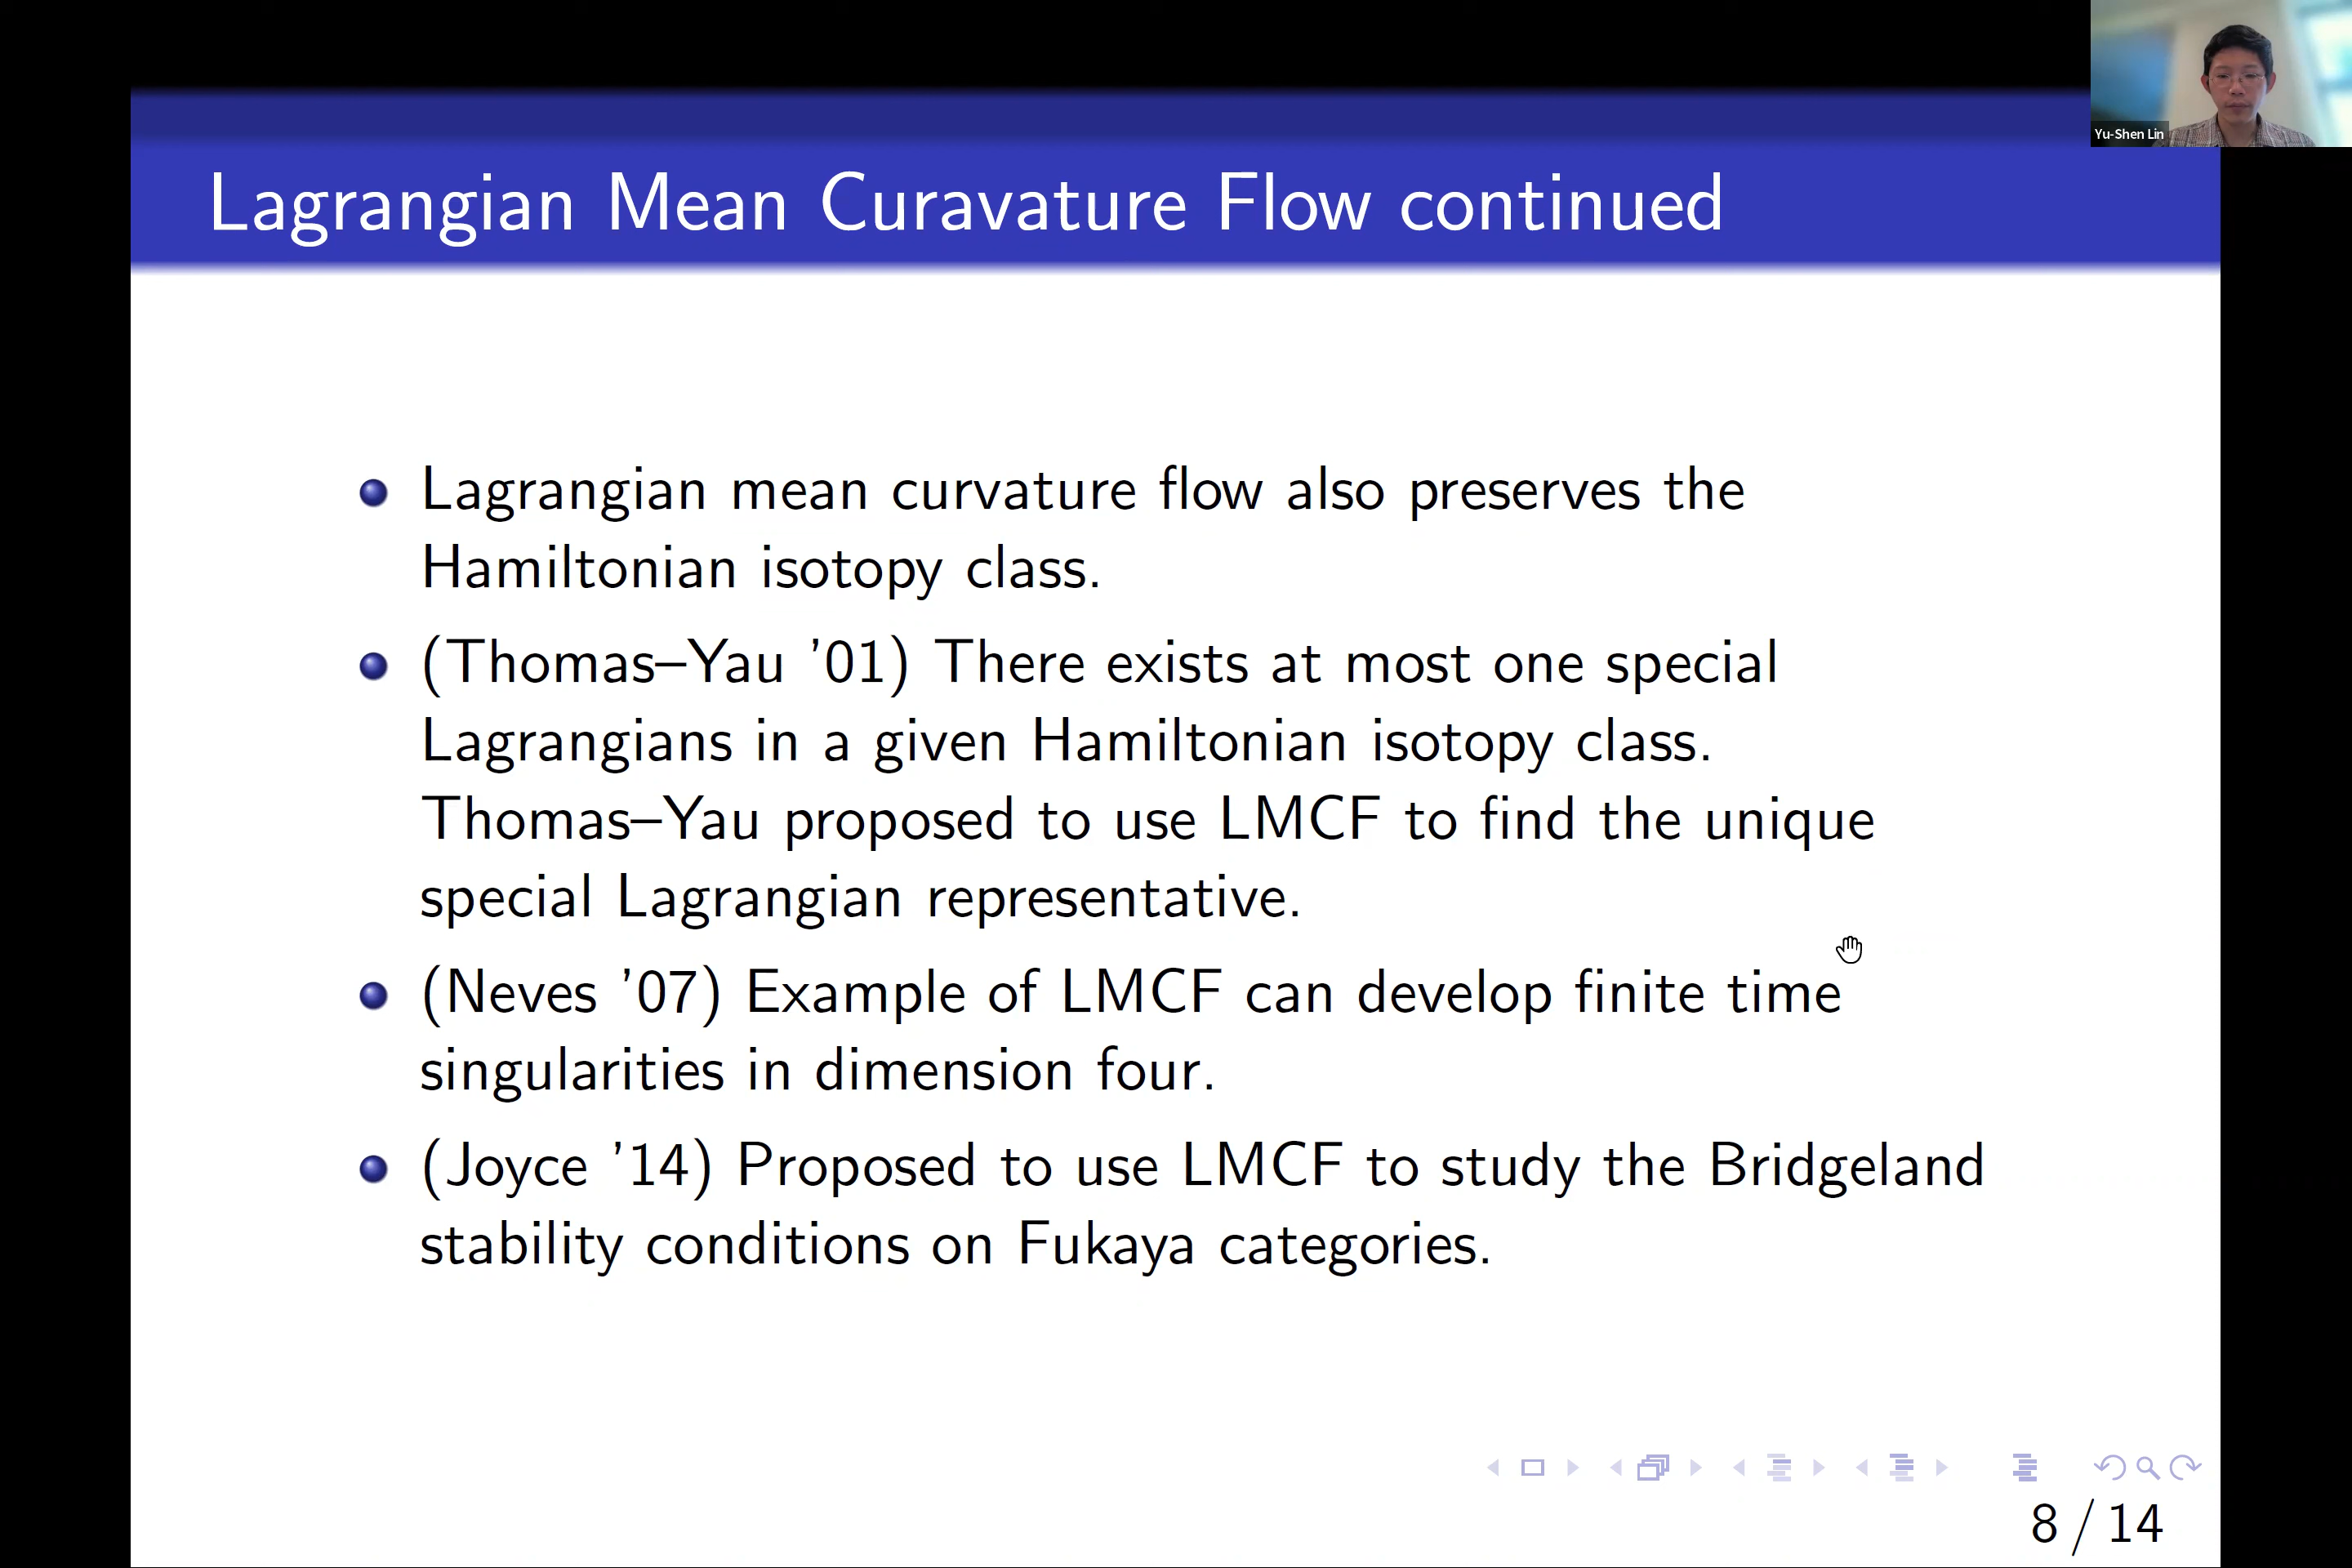 Yu-Shen Lin
Lagrangian Mean Curavature Flow continued
Lagrangian mean curvature flow also preserves the
Hamiltonian isotopy class.
(Thomas–Yau ’01) There exists at most one special
Lagrangians in a given Hamiltonian isotopy class.
Thomas–Yau proposed to use LMCF to find the unique
special Lagrangian representative.
(Neves ’07) Example of LMCF can develop finite time
singularities in dimension four.
(Joyce ’14) Proposed to use LMCF to study the Bridgeland
stability conditions on Fukaya categories.
8 / 14